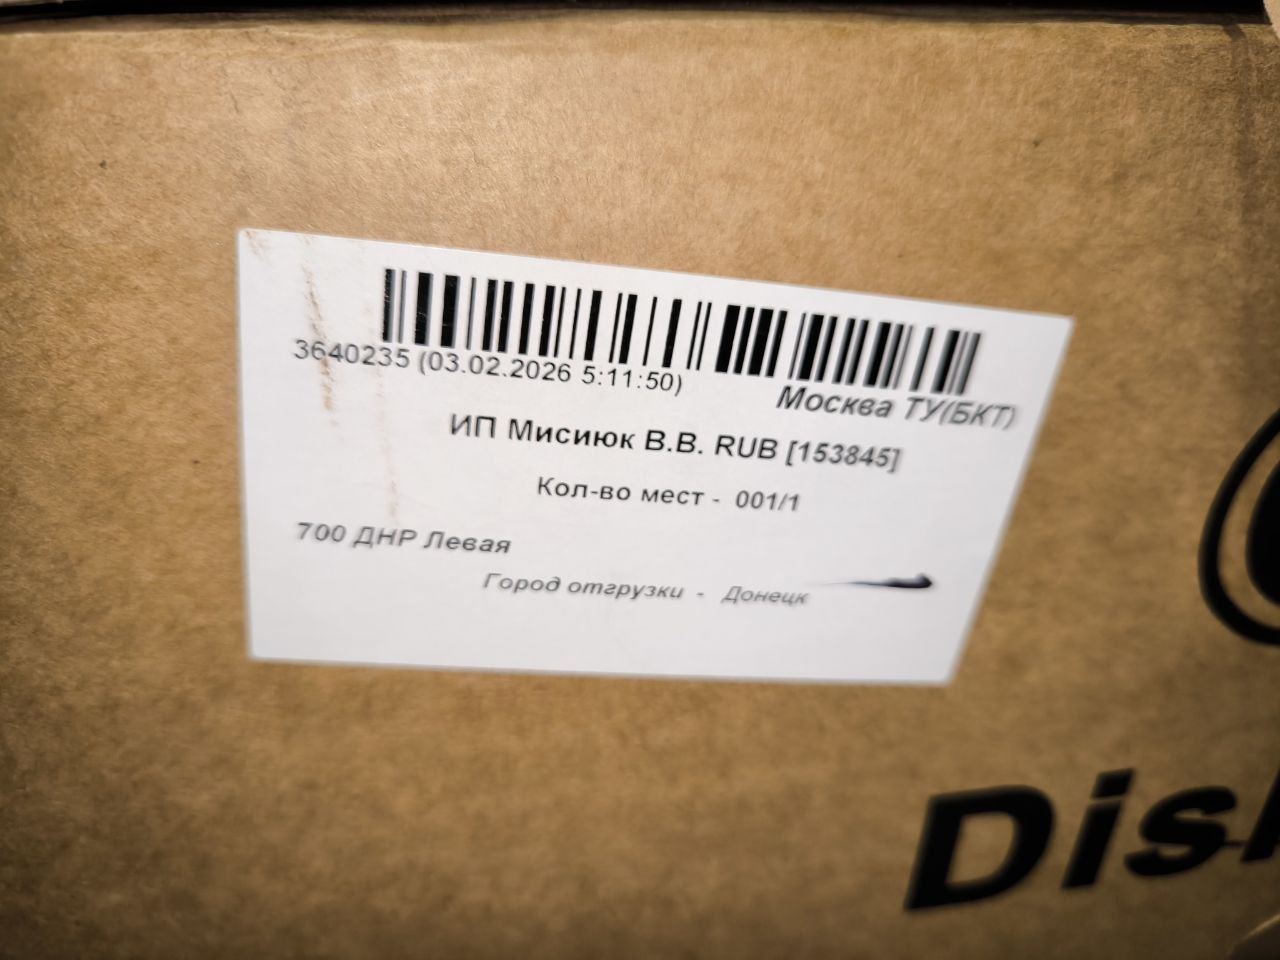 3640235 (03.02.2026 5:11:50)
Москва ТУ(БКТ)
ИП Мисиюк В.В. RUB [153845]
Кол-во мест - 001/1
700 ДНР Левая
Город отгрузки - Донецк